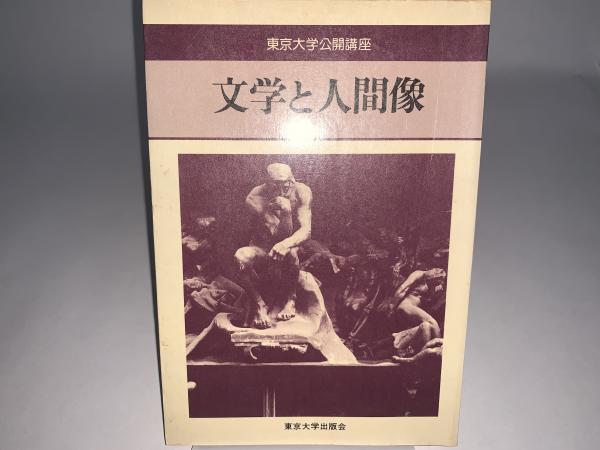 東京大学公開講座
文学と人間像
東京大学出版会